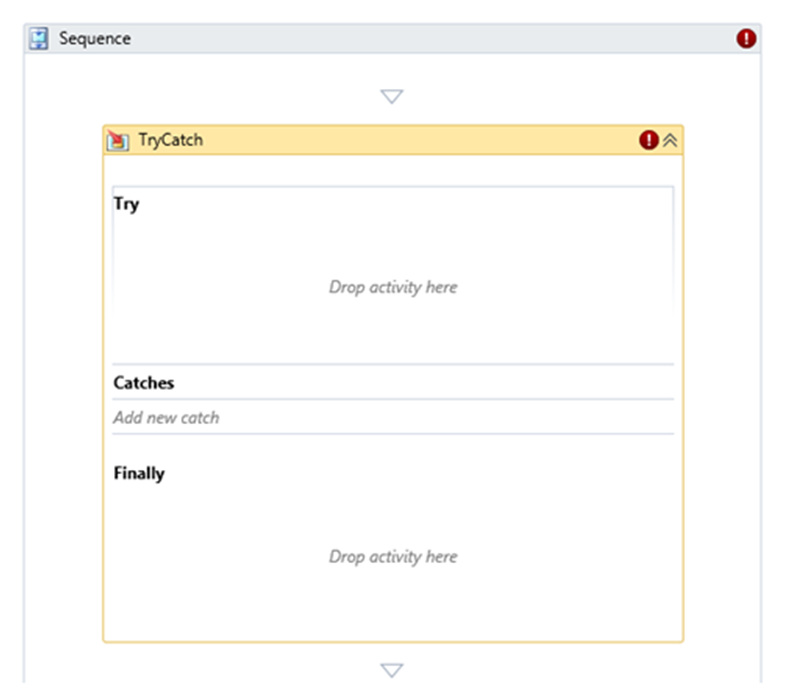 Sequence
TryCatch
Try
Drop activity here
Catches
Add new catch
Finally
Drop activity here